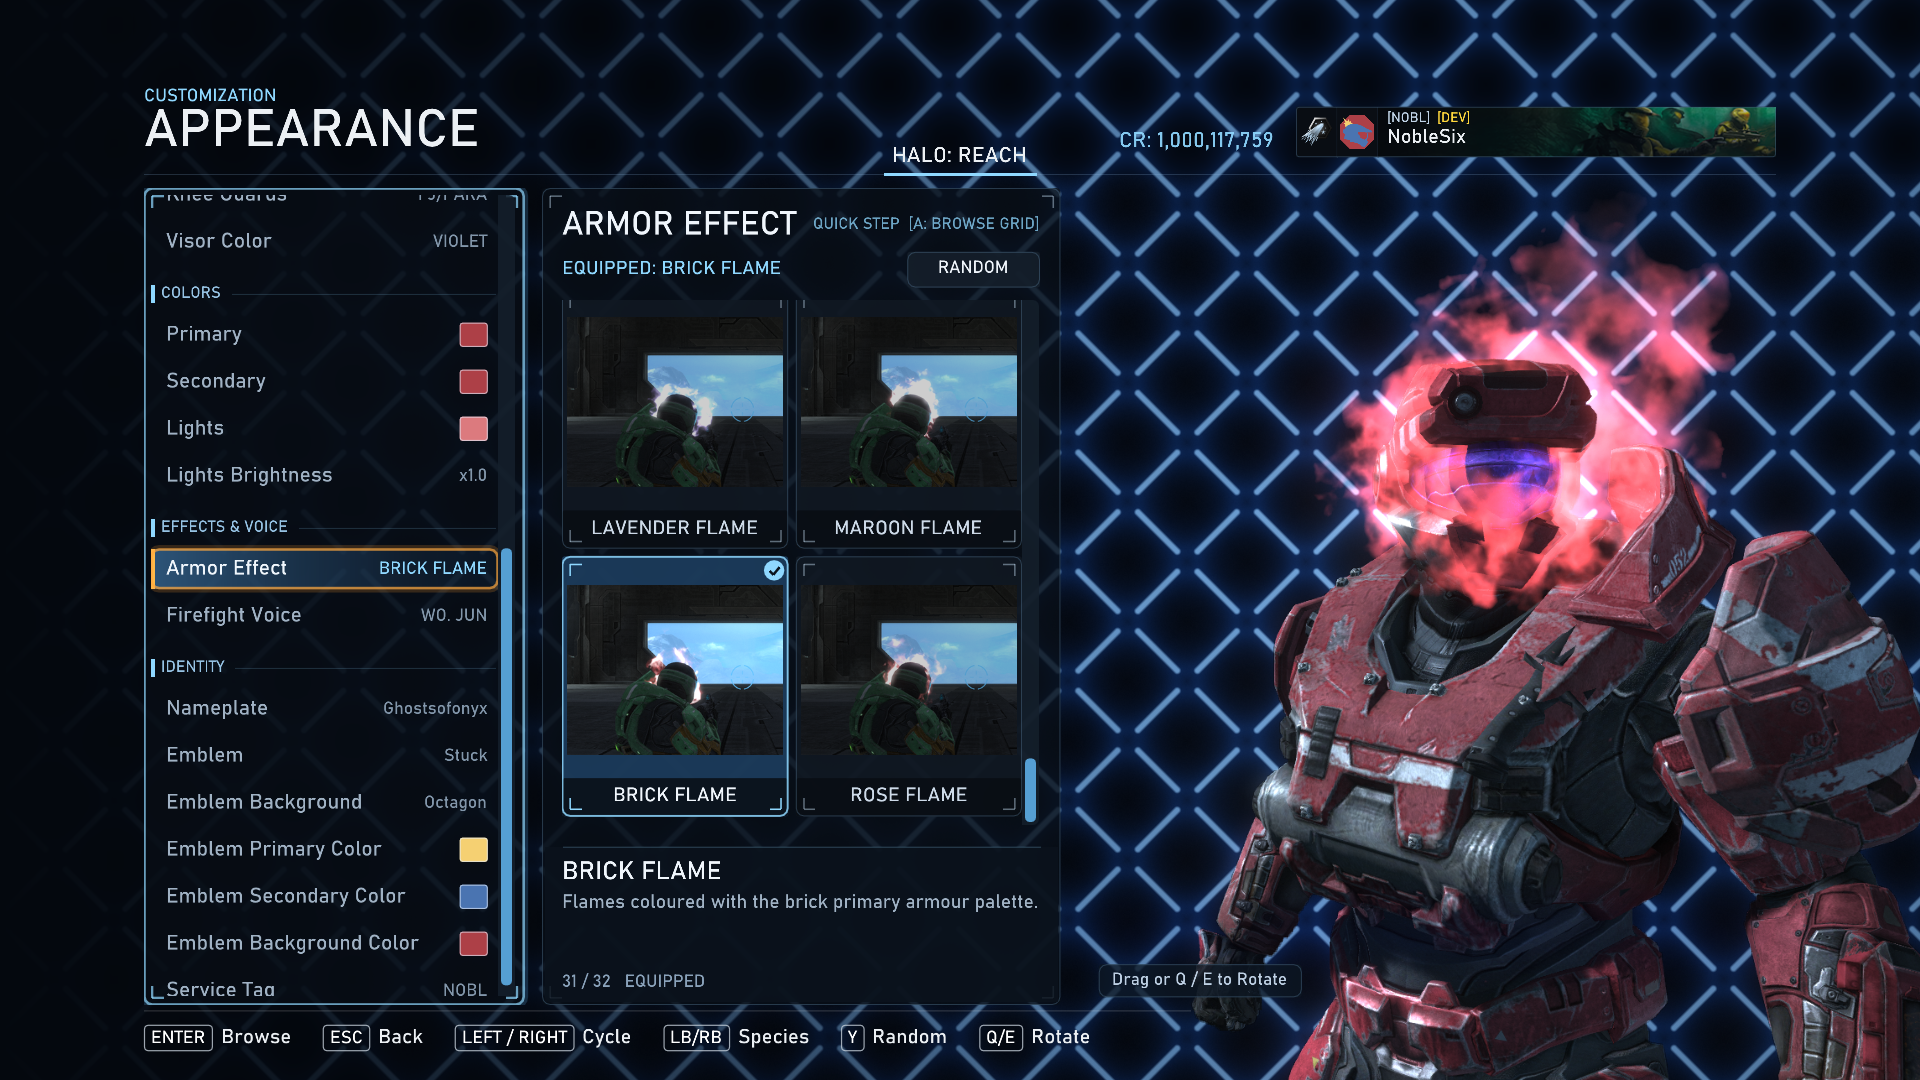 CUSTOMIZATION
APPEARANCE
HALO: REACH
CR: 1,000,117,759
[NOBL] [DEV]
NobleSix
Knee Guards
Visor Color VIOLET
COLORS
Primary
Secondary
Lights
Lights Brightness x1.0
EFFECTS & VOICE
Armor Effect BRICK FLAME
Firefight Voice WO. JUN
IDENTITY
Nameplate Ghostsofonyx
Emblem Stuck
Emblem Background Octagon
Emblem Primary Color
Emblem Secondary Color
Emblem Background Color
Service Tag NOBL
ARMOR EFFECT QUICK STEP [A: BROWSE GRID]
EQUIPPED: BRICK FLAME
RANDOM
LAVENDER FLAME
MAROON FLAME
BRICK FLAME
ROSE FLAME
BRICK FLAME
Flames coloured with the brick primary armour palette.
31 / 32 EQUIPPED
052
Drag or Q / E to Rotate
ENTER Browse ESC Back LEFT / RIGHT Cycle LB/RB Species Y Random Q/E Rotate